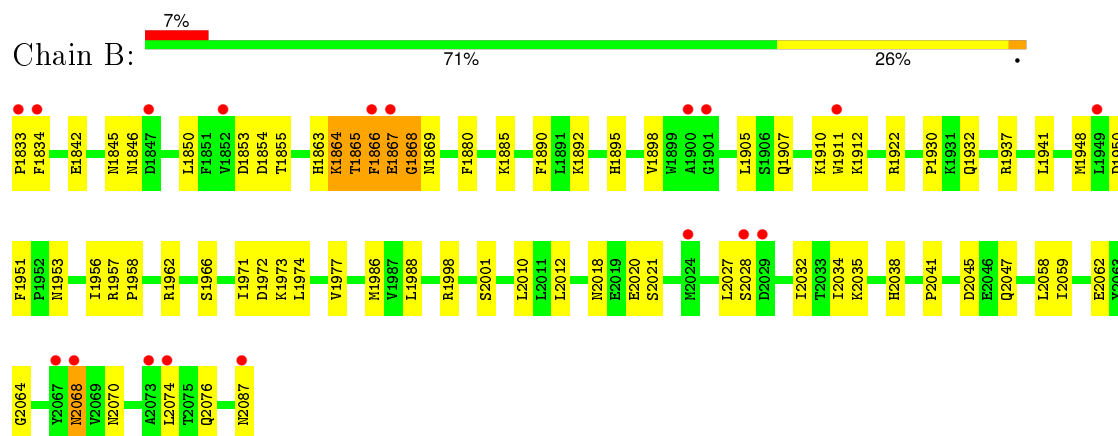 7%
Chain B:
71% 26% •
P1833 F1834 E1842 N1845 N1846 D1847 L1850 F1851 V1852 D1853 D1854 T1855 H1863 K1864 T1865 F1866 E1867 G1868 N1869 F1880 K1885 F1890 L1891 K1892 H1895 V1898 W1899 A1900 G1901 L1905 S1906 Q1907 K1910 W1911 K1912 R1922 P1930 K1931 Q1932 R1937 L1941 M1948 L1949 D1950
F1951 P1952 N1953 I1956 R1957 P1958 R1962 S1966 I1971 D1972 K1973 L1974 V1977 M1986 V1987 L1988 R1998 S2001 L2010 L2011 L2012 N2018 E2019 E2020 S2021 M2024 L2027 S2028 D2029 I2032 T2033 I2034 K2035 H2038 P2041 D2045 E2046 Q2047 L2058 I2059 E2062 Y2063
G2064 Y2067 N2068 V2069 N2070 A2073 L2074 T2075 Q2076 N2087